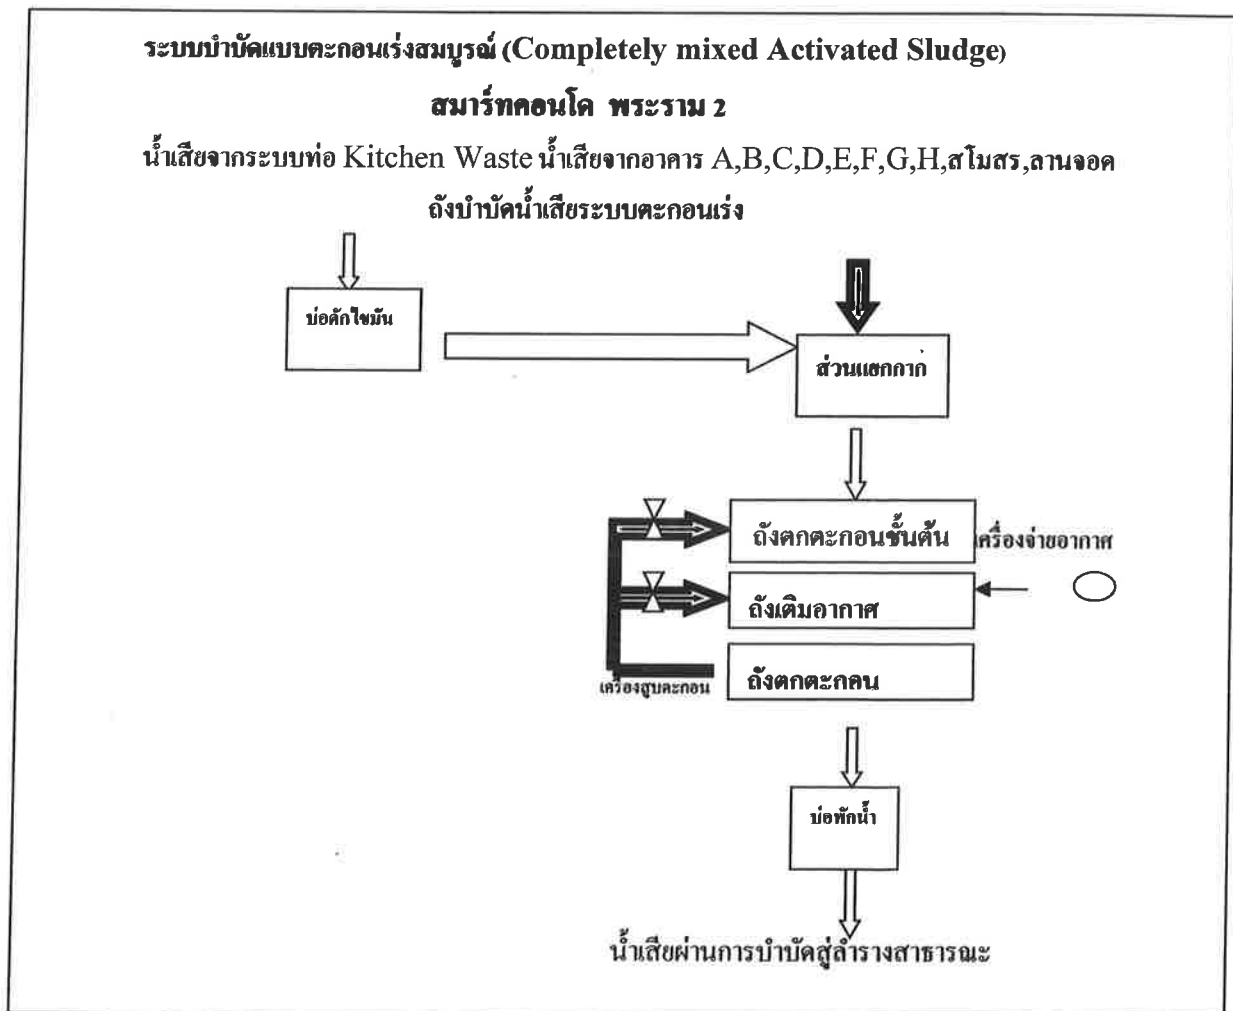 ระบบบำบัดแบบตะกอนเร่งสมบูรณ์ (Completely mixed Activated Sludge)
สมาร์ทคอนโด พระราม 2
น้ำเสียจากระบบท่อ Kitchen Waste น้ำเสียจากอาคาร A,B,C,D,E,F,G,H,สโมสร,ลานจอด
ถังบำบัดน้ำเสียระบบตะกอนเร่ง
บ่อดักไขมัน
ส่วนแยกกาก
ถังตกตะกอนชั้นต้น
เครื่องจ่ายอากาศ
ถังเติมอากาศ
ถังตกตะกคน
เครื่องสูบตะกอน
บ่อพักน้ำ
น้ำเสียผ่านการบำบัดสู่ลำรางสาธารณะ